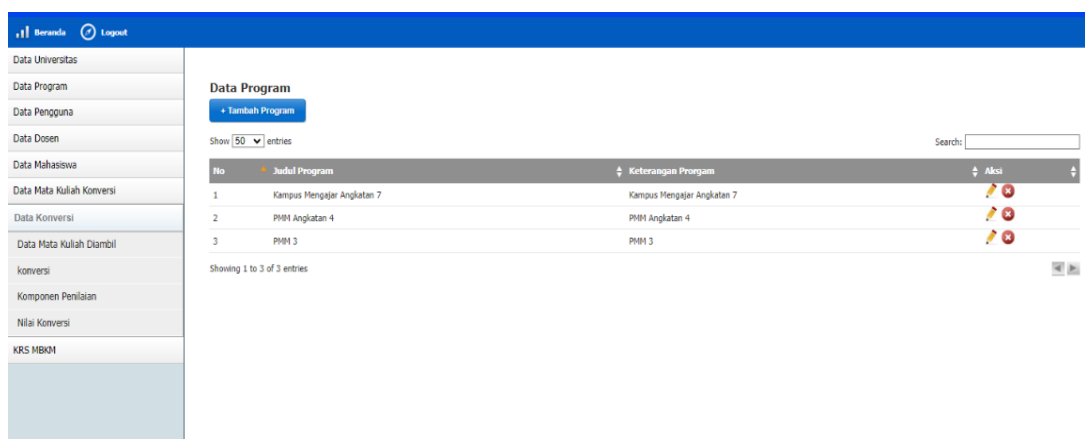 Beranda Logout
Data Universitas
Data Program
Data Pengguna
Data Dosen
Data Mahasiswa
Data Mata Kuliah Konversi
Data Konversi
Data Mata Kuliah Diambil
konversi
Komponen Penilaian
Nilai Konversi
KRS MBKM
Data Program
+ Tambah Program
Show 50 entries
Search:
No Judul Program Keterangan Prorgam Aksi
1 Kampus Mengajar Angkatan 7 Kampus Mengajar Angkatan 7
2 PMM Angkatan 4 PMM Angkatan 4
3 PMM 3 PMM 3
Showing 1 to 3 of 3 entries